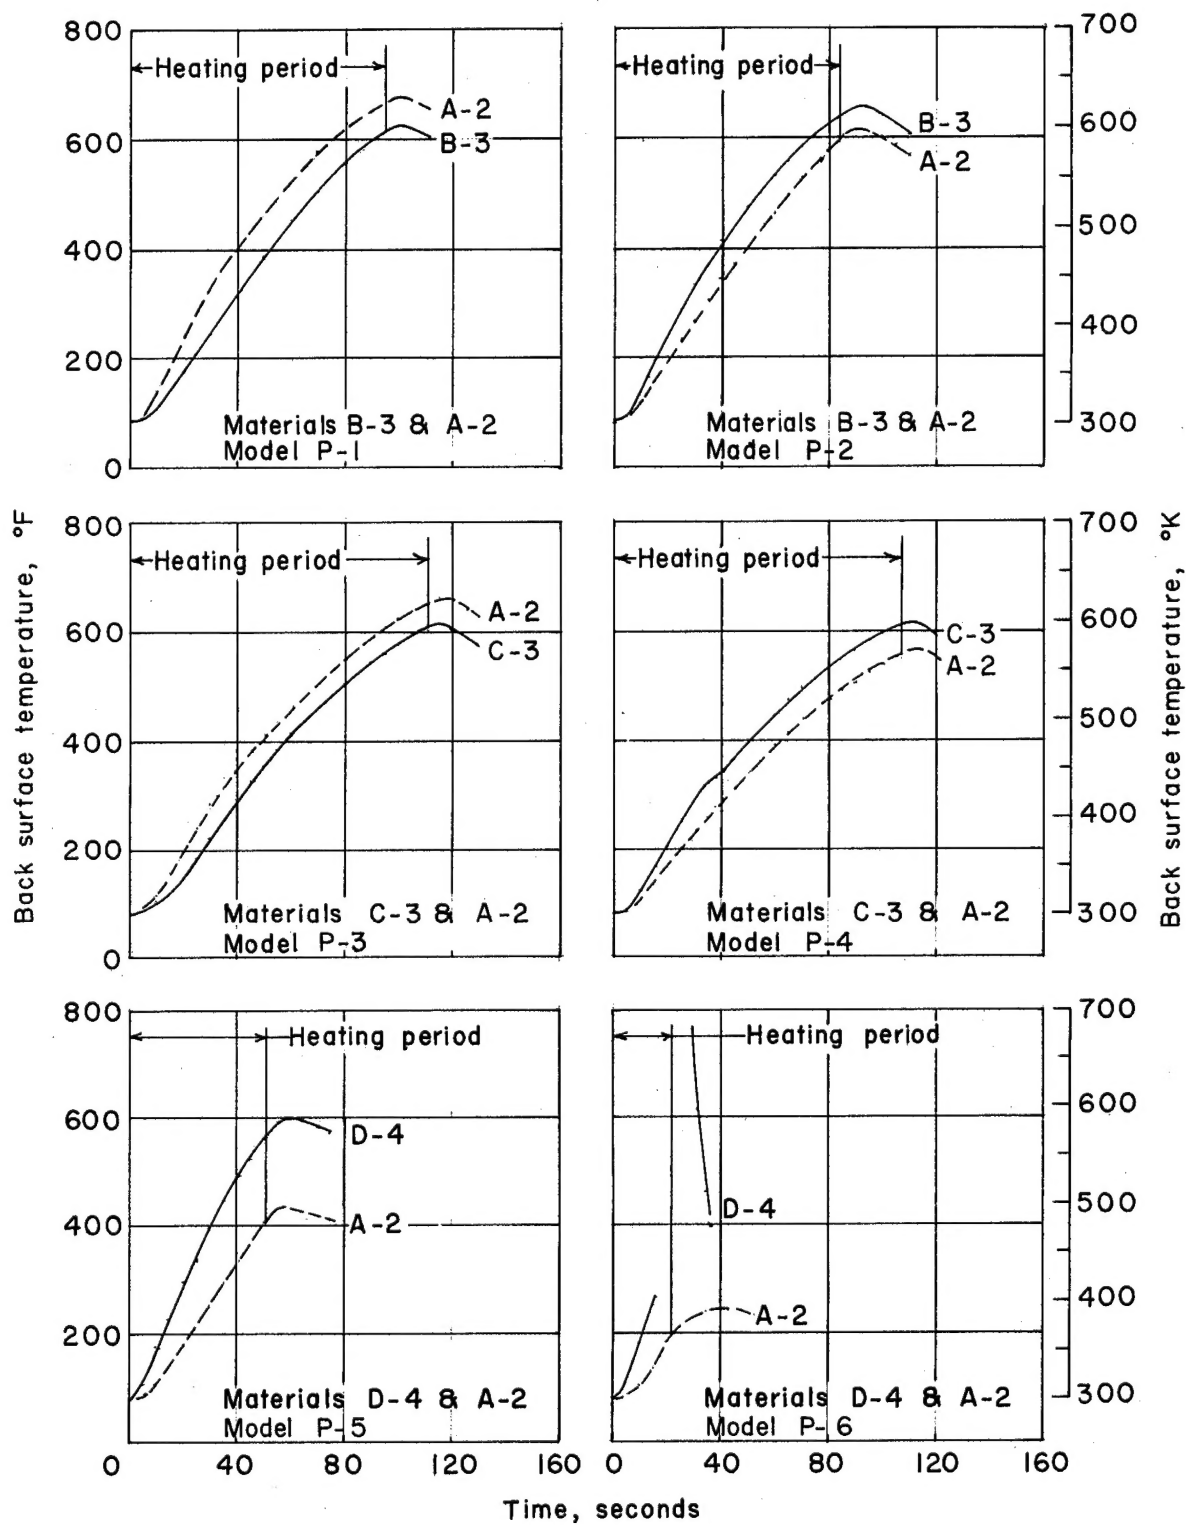 800
600
400
200
0
Heating period
A-2
B-3
Materials B-3 & A-2
Model P-1
Heating period
B-3
A-2
Materials B-3 & A-2
Madel P-2
700
600
500
400
300
800
600
400
200
0
Heating period
A-2
C-3
Materials C-3 & A-2
Model P-3
Heating period
C-3
A-2
Materials C-3 & A-2
Model P-4
700
600
500
400
300
Back surface temperature, °F
Back surface temperature, °K
800
600
400
200
Heating period
D-4
A-2
Materials D-4 & A-2
Model P-5
Heating period
D-4
A-2
Materials D-4 & A-2
Model P-6
700
600
500
400
300
0 40 80 120 160
0 40 80 120 160
Time, seconds